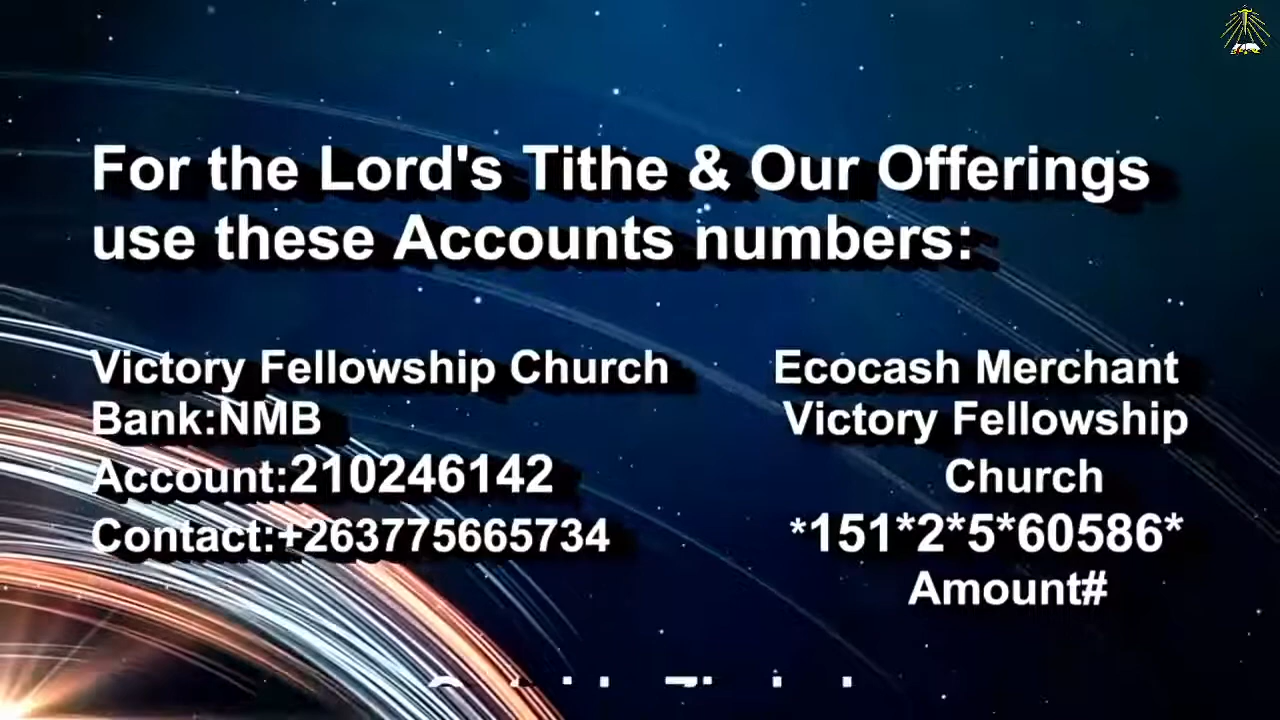 For the Lord's Tithe & Our Offerings
use these Accounts numbers:
Victory Fellowship Church
Bank:NMB
Account:210246142
Contact:+263775665734
Ecocash Merchant
Victory Fellowship
Church
*151*2*5*60586*
Amount#